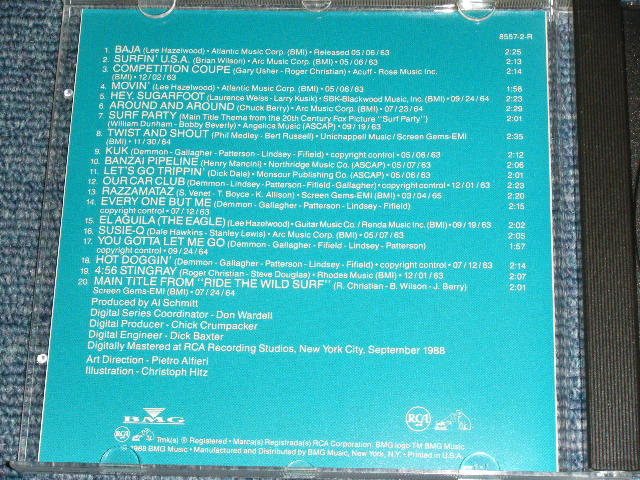 8557-2-R
1. BAJA (Lee Hazelwood) • Atlantic Music Corp. (BMI) • Released 05/06/63 2:25
2. SURFIN' U.S.A. (Brian Wilson) • Arc Music Corp. (BMI) • 05/06/63 2:13
3. COMPETITION COUPE (Gary Usher - Roger Christian) • Acuff - Rose Music Inc. 2:14
(BMI) • 12/02/63
4. MOVIN' (Lee Hazelwood) • Atlantic Music Corp. (BMI) • 05/06/63 1:56
5. HEY, SUGARFOOT (Laurence Weiss - Larry Kusik) • SBK-Blackwood Music Inc. (BMI) • 09/24/64 2:23
6. AROUND AND AROUND (Chuck Berry) • Arc Music Corp. (BMI) • 07/23/64 2:29
7. SURF PARTY (Main Title Theme from the 20th Century Fox Picture "Surf Party") 2:01
(William Dunham - Bobby Beverly) • Angelica Music (ASCAP) • 09/19/63
8. TWIST AND SHOUT (Phil Medley - Bert Russell) • Unichappell Music / Screen Gems-EMI 2:35
(BMI) • 11/30/64
9. KUK (Demmon - Gallagher - Patterson - Lindsey - Fifield) • copyright control • 05/06/63 2:12
10. BANZAI PIPELINE (Henry Mancini) • Northridge Music Co. (ASCAP) • 05/07/63 2:06
11. LET'S GO TRIPPIN' (Dick Dale) • Monsour Publishing Co. (ASCAP) • 05/06/63 2:01
12. OUR CAR CLUB (Demmon - Lindsey - Patterson - Fifield - Gallagher) • copyright control • 12/01/63 2:23
13. RAZZAMATAZ (S. Venet - T. Boyce - K. Allison) • Screen Gems-EMI (BMI) • 03/04/65 2:20
14. EVERY ONE BUT ME (Demmon - Gallagher - Patterson - Lindsey - Fifield) 2:15
copyright control • 07/12/63
15. EL AGUILA (THE EAGLE) (Lee Hazelwood) • Guitar Music Co. / Renda Music Inc. (BMI) • 09/19/63 2:02
16. SUSIE-Q (Dale Hawkins - Stanley Lewis) • Arc Music Corp. (BMI) • 05/07/63 2:05
17. YOU GOTTA LET ME GO (Demmon - Gallagher - Fifield - Lindsey - Patterson) 1:57
copyright control • 09/24/64
18. HOT DOGGIN' (Demmon - Gallagher - Patterson - Lindsey - Fifield) • copyright control • 07/12/63 2:14
19. 4:56 STINGRAY (Roger Christian - Steve Douglas) • Rhodes Music (BMI) • 12/01/63 2:07
20. MAIN TITLE FROM "RIDE THE WILD SURF" (R. Christian - B. Wilson - J. Berry) 2:01
Screen Gems-EMI (BMI) • 07/24/64
Produced by Al Schmitt
Digital Series Coordinator - Don Wardell
Digital Producer - Chick Crumpacker
Digital Engineer - Dick Baxter
Digitally Mastered at RCA Recording Studios, New York City, September 1988
Art Direction - Pietro Alfieri
Illustration - Christoph Hitz
BMG
RCA
RCA Tmk(s) ® Registered • Marca(s) Registrada(s) RCA Corporation. BMG logo TM BMG Music
© 1988 BMG Music • Manufactured and Distributed by BMG Music, New York, N.Y. • Printed in U.S.A.